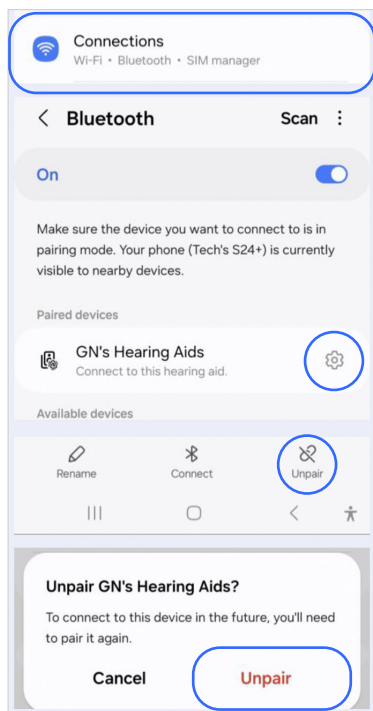 Connections
Wi-Fi • Bluetooth • SIM manager
Bluetooth
Scan
On
Make sure the device you want to connect to is in
pairing mode. Your phone (Tech's S24+) is currently
visible to nearby devices.
Paired devices
GN's Hearing Aids
Connect to this hearing aid.
Available devices
Rename
Connect
Unpair
Unpair GN's Hearing Aids?
To connect to this device in the future, you'll need
to pair it again.
Cancel
Unpair